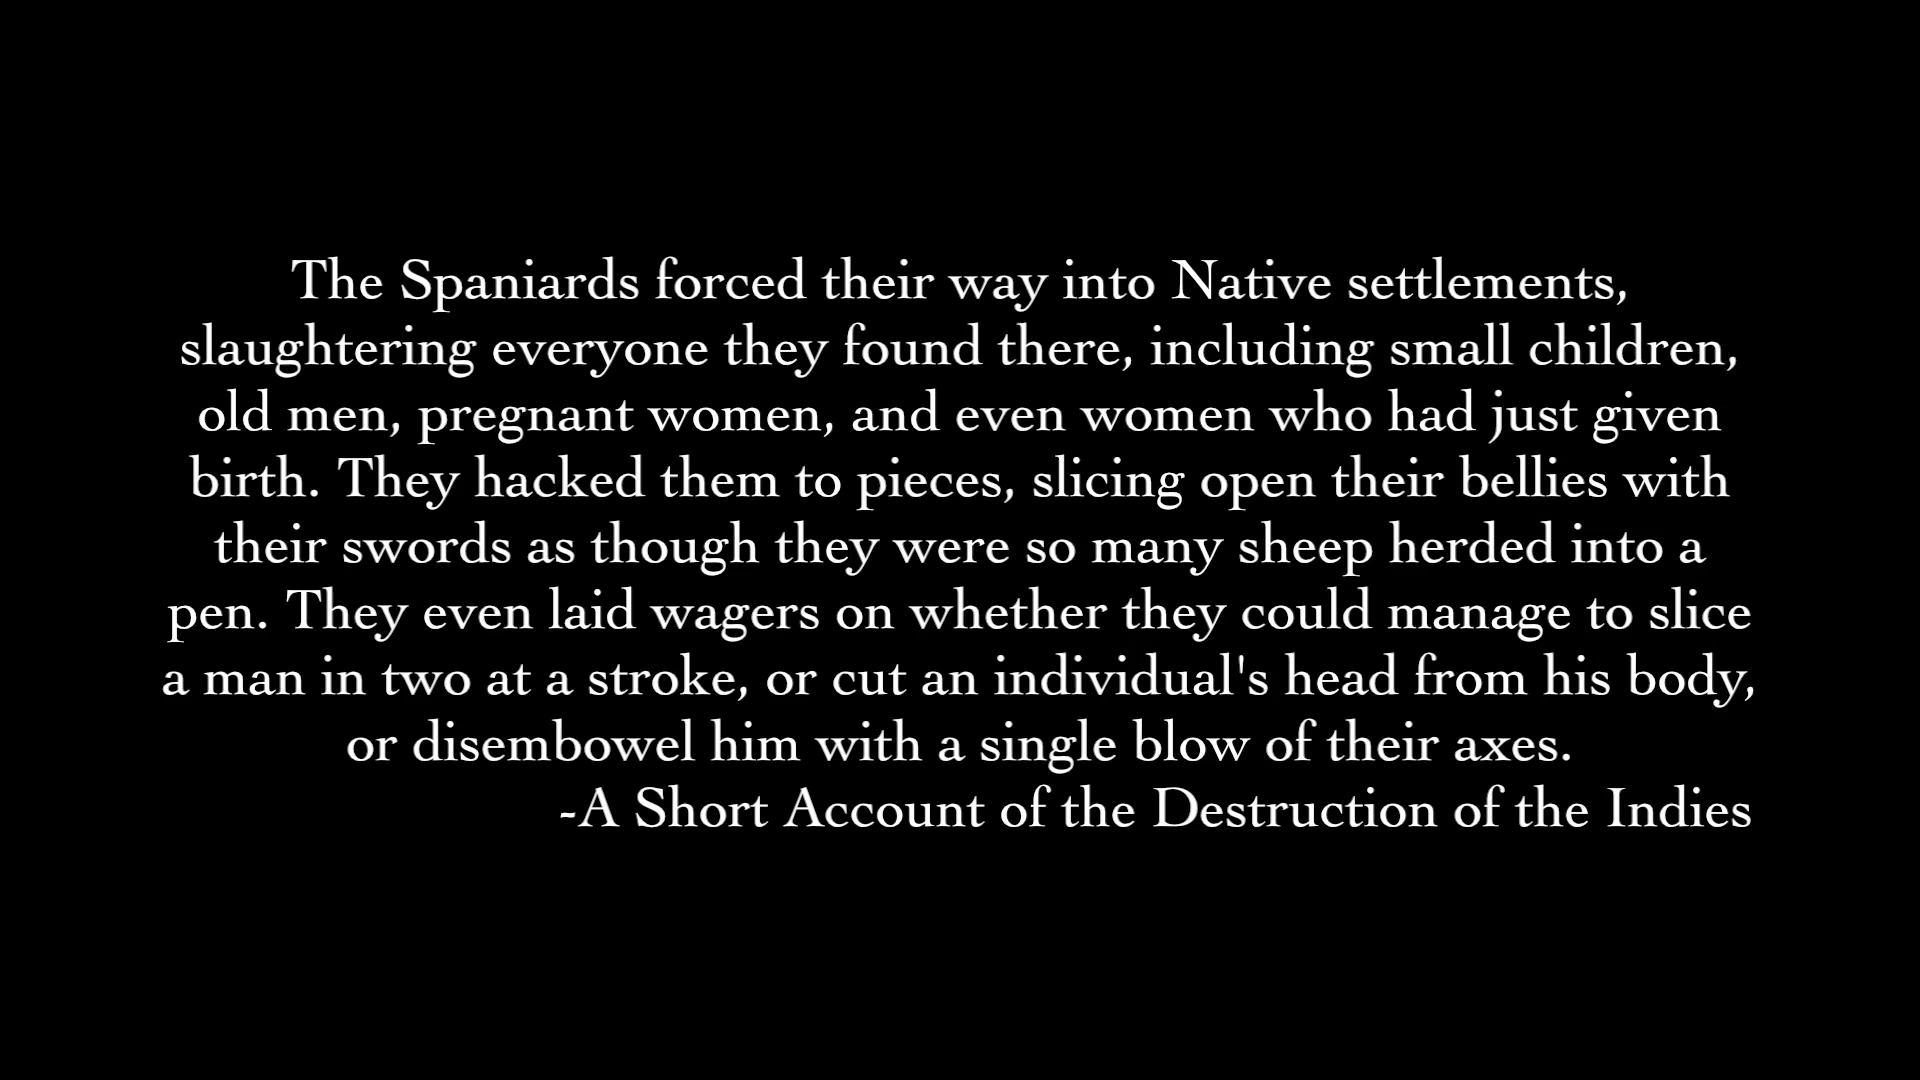 The Spaniards forced their way into Native settlements,
slaughtering everyone they found there, including small children,
old men, pregnant women, and even women who had just given
birth. They hacked them to pieces, slicing open their bellies with
their swords as though they were so many sheep herded into a
pen. They even laid wagers on whether they could manage to slice
a man in two at a stroke, or cut an individual's head from his body,
or disembowel him with a single blow of their axes.
-A Short Account of the Destruction of the Indies